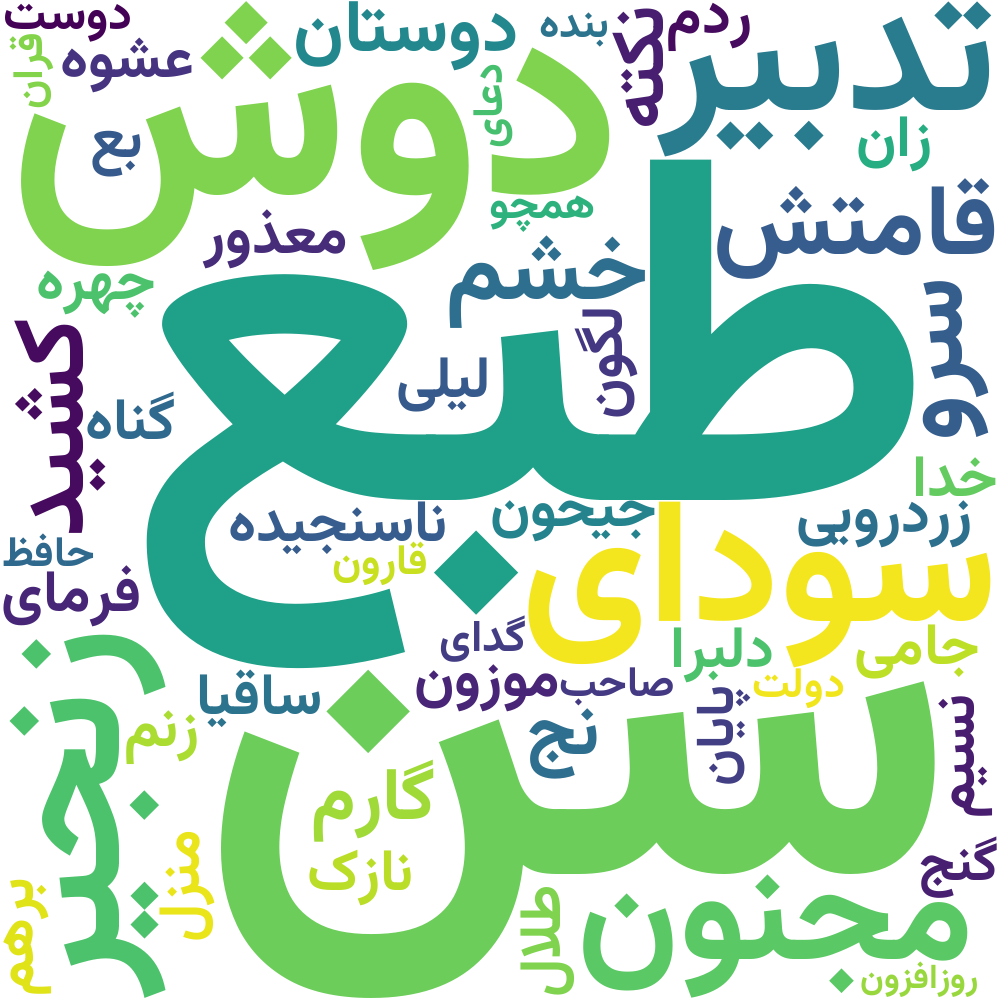 طبع
سن
دوش
تدبیر
سودای
مجنون
زنجیر
قامتش
خشم
سرو
کشید
دوستان
نکته
ردم
بنده
دوست
عشوه
قران
دعای
زان
بع
همچو
معذور
چهره
لگون
لیلی
گناه
خدا
زردرویی
جیحون
ناسنجیده
قارون
حافظ
فرمای
گدای
دلبرا
جامی
موزون
صاحب
دولت
ساقیا
زنم
نج
پایان
نسیم
گارم
نازک
منزل
گنج
برهم
طلال
روزافزون